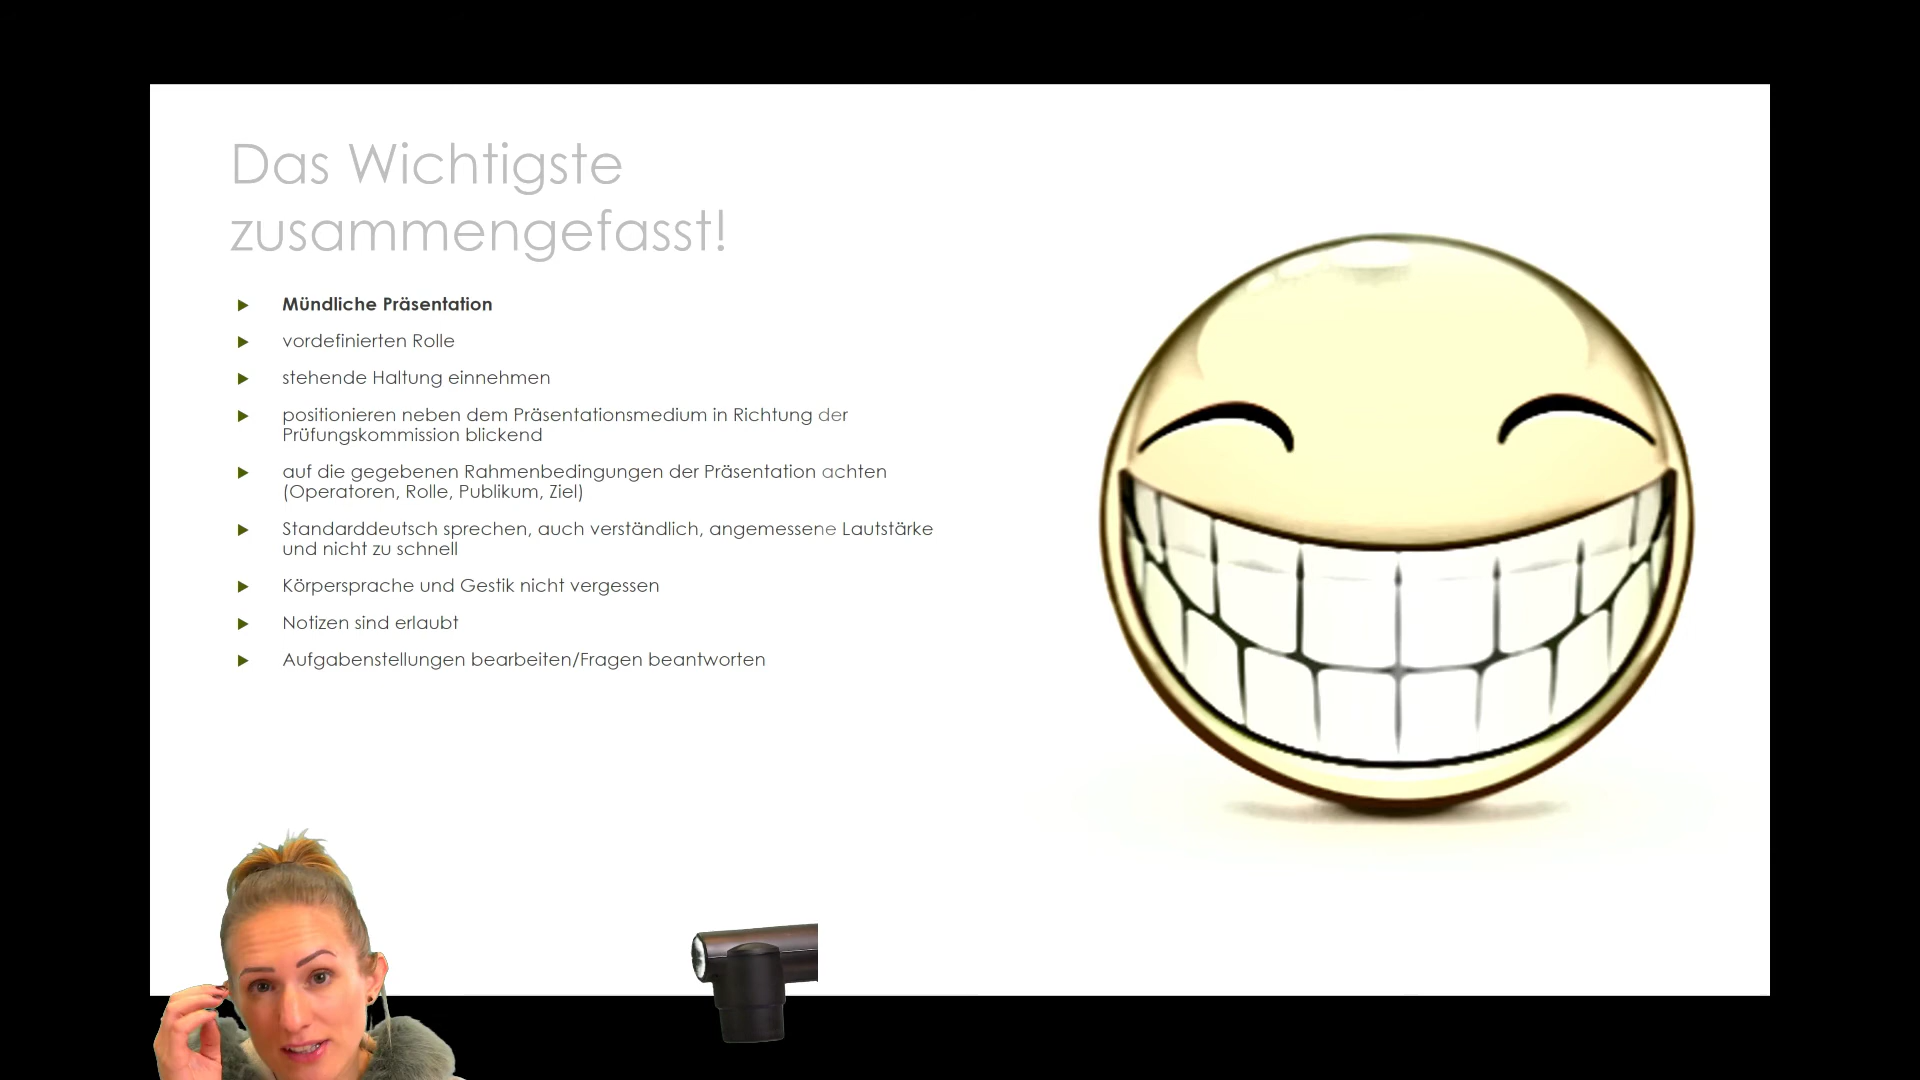 Das Wichtigste
zusammengefasst!
Mündliche Präsentation
vordefinierten Rolle
stehende Haltung einnehmen
positionieren neben dem Präsentationsmedium in Richtung der
Prüfungskommission blickend
auf die gegebenen Rahmenbedingungen der Präsentation achten
(Operatoren, Rolle, Publikum, Ziel)
Standarddeutsch sprechen, auch verständlich, angemessene Lautstärke
und nicht zu schnell
Körpersprache und Gestik nicht vergessen
Notizen sind erlaubt
Aufgabenstellungen bearbeiten/Fragen beantworten